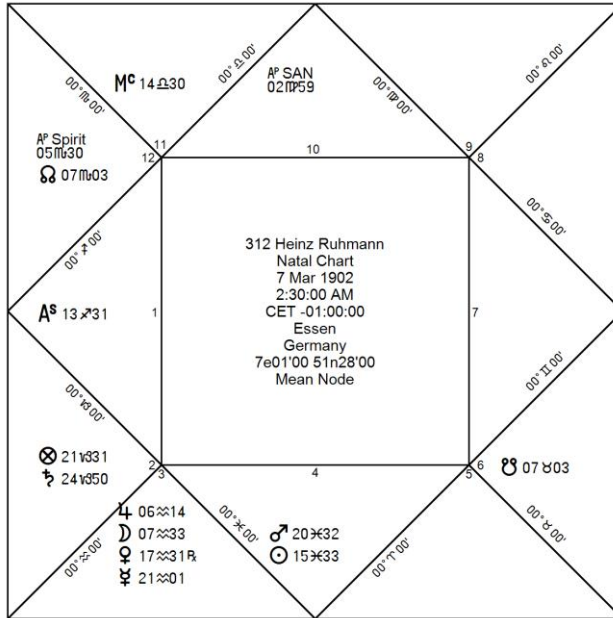 Mc 14♎30
00°♎00'
AP SAN
02♍59
00°♍00'
00°♌00'
00°♏00'
AP Spirit
05♏30
☊ 07♏03
11
12
10
9
8
00°♋00'
00°♐00'
As 13♐31
1
312 Heinz Ruhmann
Natal Chart
7 Mar 1902
2:30:00 AM
CET -01:00:00
Essen
Germany
7e01'00 51n28'00
Mean Node
7
00°♊00'
00°♑00'
⊗ 21♑31
♄ 24♑50
2
3
4
5
6
☋ 07♉03
♃ 06♒14
☽ 07♒33
♀ 17♒31℞
☿ 21♒01
00°♓00'
♂ 20♓32
☉ 15♓33
00°♒00'
00°♈00'
00°♉00'